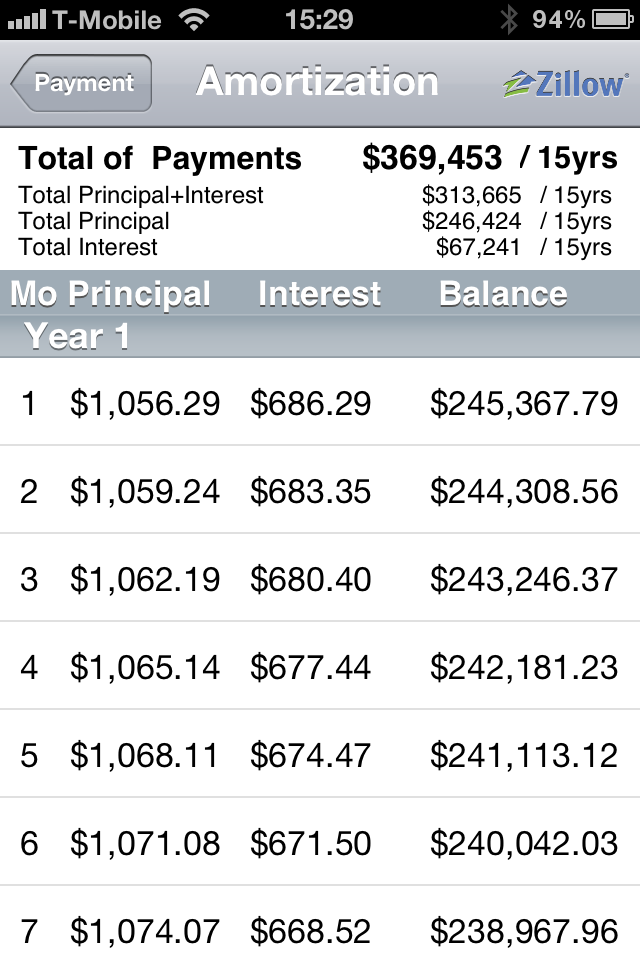 T-Mobile 15:29 94%
Payment Amortization Zillow
Total of Payments $369,453 / 15yrs
Total Principal+Interest $313,665 / 15yrs
Total Principal $246,424 / 15yrs
Total Interest $67,241 / 15yrs
Mo Principal Interest Balance
Year 1
1 $1,056.29 $686.29 $245,367.79
2 $1,059.24 $683.35 $244,308.56
3 $1,062.19 $680.40 $243,246.37
4 $1,065.14 $677.44 $242,181.23
5 $1,068.11 $674.47 $241,113.12
6 $1,071.08 $671.50 $240,042.03
7 $1,074.07 $668.52 $238,967.96